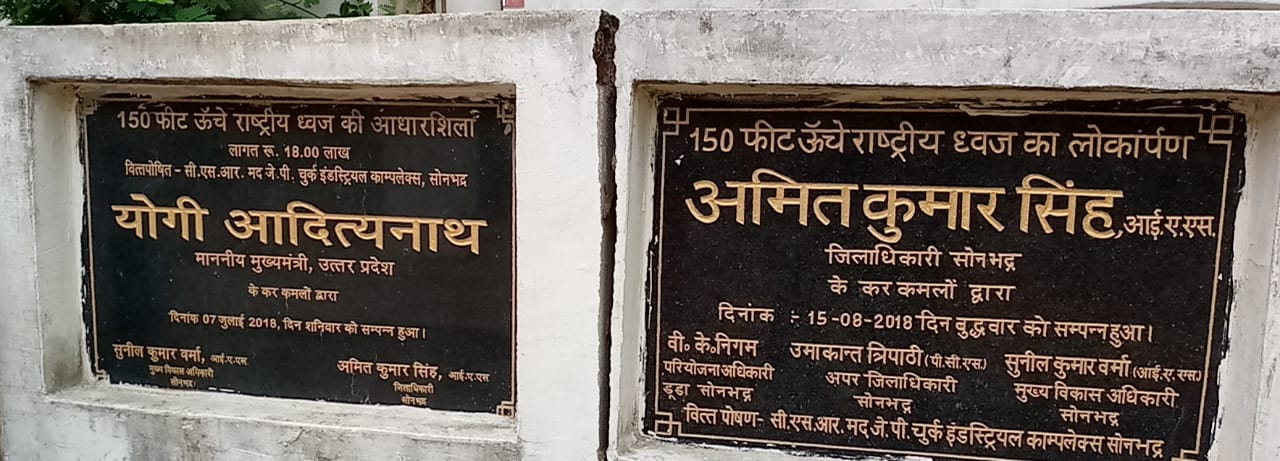 150 फीट ऊँचे राष्ट्रीय ध्वज की आधारशिला
लागत रू. 18.00 लाख
वित्तपोषित - सी.एस.आर. मद जे.पी. चुर्क इंडस्ट्रियल काम्पलेक्स, सोनभद्र
योगी आदित्यनाथ
माननीय मुख्यमंत्री, उत्तर प्रदेश
के कर कमलों द्वारा
दिनांक 07 जुलाई 2018, दिन शनिवार को सम्पन्न हुआ।
सुनील कुमार वर्मा, आई-ए-एस
मुख्य विकास अधिकारी
सोनभद्र
अमित कुमार सिंह, आई-ए-एस
जिलाधिकारी
सोनभद्र
150 फीट ऊँचे राष्ट्रीय ध्वज का लोकार्पण
अमित कुमार सिंह, आई.ए.एस.
जिलाधिकारी सोनभद्र
के कर कमलों द्वारा
दिनांक :- 15-08-2018 दिन बुद्धवार को सम्पन्न हुआ।
वी. के. निगम
परियोजना अधिकारी
डूडा सोनभद्र
उमाकान्त त्रिपाठी (पी.सी.एस.)
अपर जिलाधिकारी
सोनभद्र
सुनील कुमार वर्मा (आई.ए.एस)
मुख्य विकास अधिकारी
सोनभद्र
वित्त पोषण- सी.एस.आर. मद जे.पी. चुर्क इंडस्ट्रियल काम्पलेक्स सोनभद्र